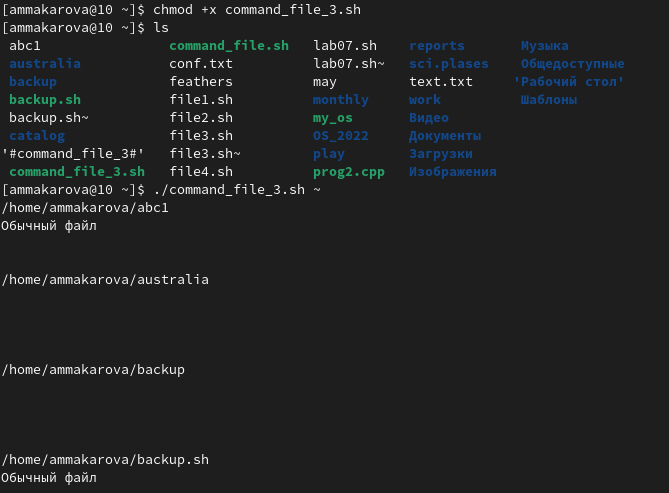 [ammakarova@10 ~]$ chmod +x command_file_3.sh
[ammakarova@10 ~]$ ls
abc1 command_file.sh lab07.sh reports Музыка
australia conf.txt lab07.sh~ sci.plases Общедоступные
backup feathers may text.txt 'Рабочий стол'
backup.sh file1.sh monthly work Шаблоны
backup.sh~ file2.sh my_os Видео
catalog file3.sh OS_2022 Документы
'#command_file_3#' file3.sh~ play Загрузки
command_file_3.sh file4.sh prog2.cpp Изображения
[ammakarova@10 ~]$ ./command_file_3.sh ~
/home/ammakarova/abc1
Обычный файл
/home/ammakarova/australia
/home/ammakarova/backup
/home/ammakarova/backup.sh
Обычный файл